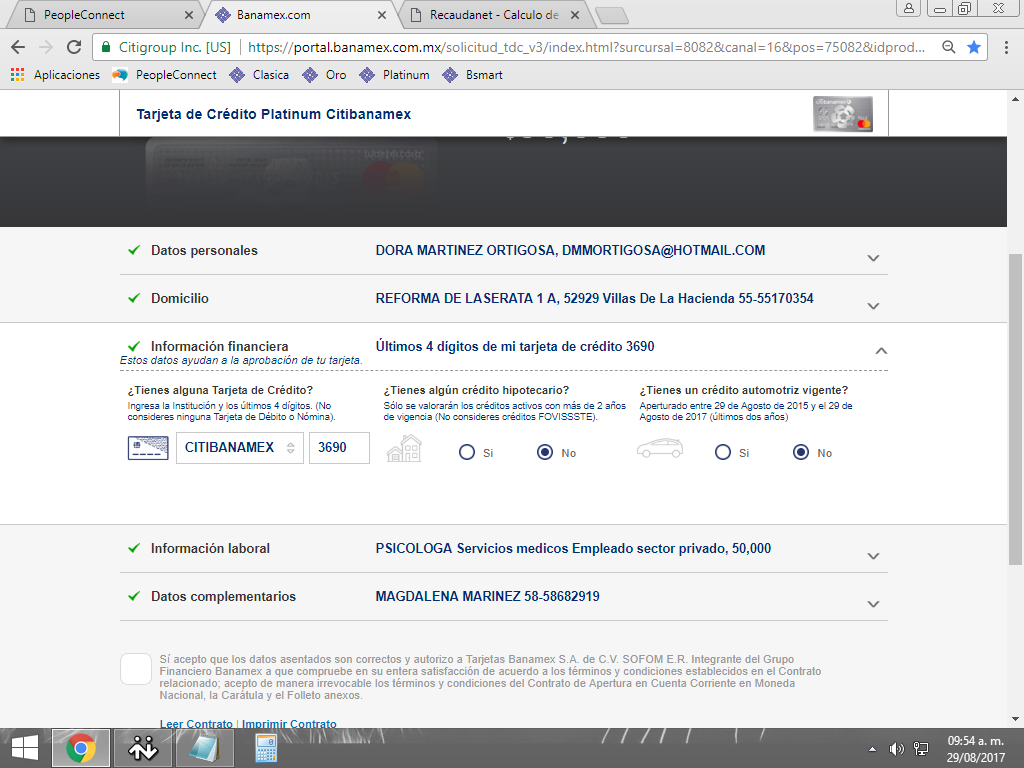 PeopleConnect
Banamex.com
Recaudanet - Calculo de
Citigroup Inc. [US]
https://portal.banamex.com.mx/solicitud_tdc_v3/index.html?sursursal=8082&canal=16&pos=75082&idprod...
Aplicaciones
PeopleConnect
Clasica
Oro
Platinum
Bsmart
Tarjeta de Crédito Platinum Citibanamex
Datos personales
DORA MARTINEZ ORTIGOSA, DMMORTIGOSA@HOTMAIL.COM
Domicilio
REFORMA DE LASERATA 1 A, 52929 Villas De La Hacienda 55-55170354
Información financiera
Últimos 4 dígitos de mi tarjeta de crédito 3690
Estos datos ayudan a la aprobación de tu tarjeta.
¿Tienes alguna Tarjeta de Crédito?
Ingresa la Institución y los últimos 4 dígitos. (No
consideres ninguna Tarjeta de Débito o Nómina).
CITIBANAMEX
3690
¿Tienes algún crédito hipotecario?
Sólo se valorarán los créditos activos con más de 2 años
de vigencia (No consideres créditos FOVISSSTE).
Si
No
¿Tienes un crédito automotriz vigente?
Aperturado entre 29 de Agosto de 2015 y el 29 de
Agosto de 2017 (últimos dos años)
Si
No
Información laboral
PSICOLOGA Servicios medicos Empleado sector privado, 50,000
Datos complementarios
MAGDALENA MARINEZ 58-58682919
Sí acepto que los datos asentados son correctos y autorizo a Tarjetas Banamex S.A. de C.V. SOFOM E.R. Integrante del Grupo
Financiero Banamex a que compruebe en su entera satisfacción de acuerdo a los términos y condiciones establecidos en el Contrato
relacionado; acepto de manera irrevocable los términos y condiciones del Contrato de Apertura en Cuenta Corriente en Moneda
Nacional, la Carátula y el Folleto anexos.
Leer Contrato | Imprimir Contrato
09:54 a. m.
29/08/2017